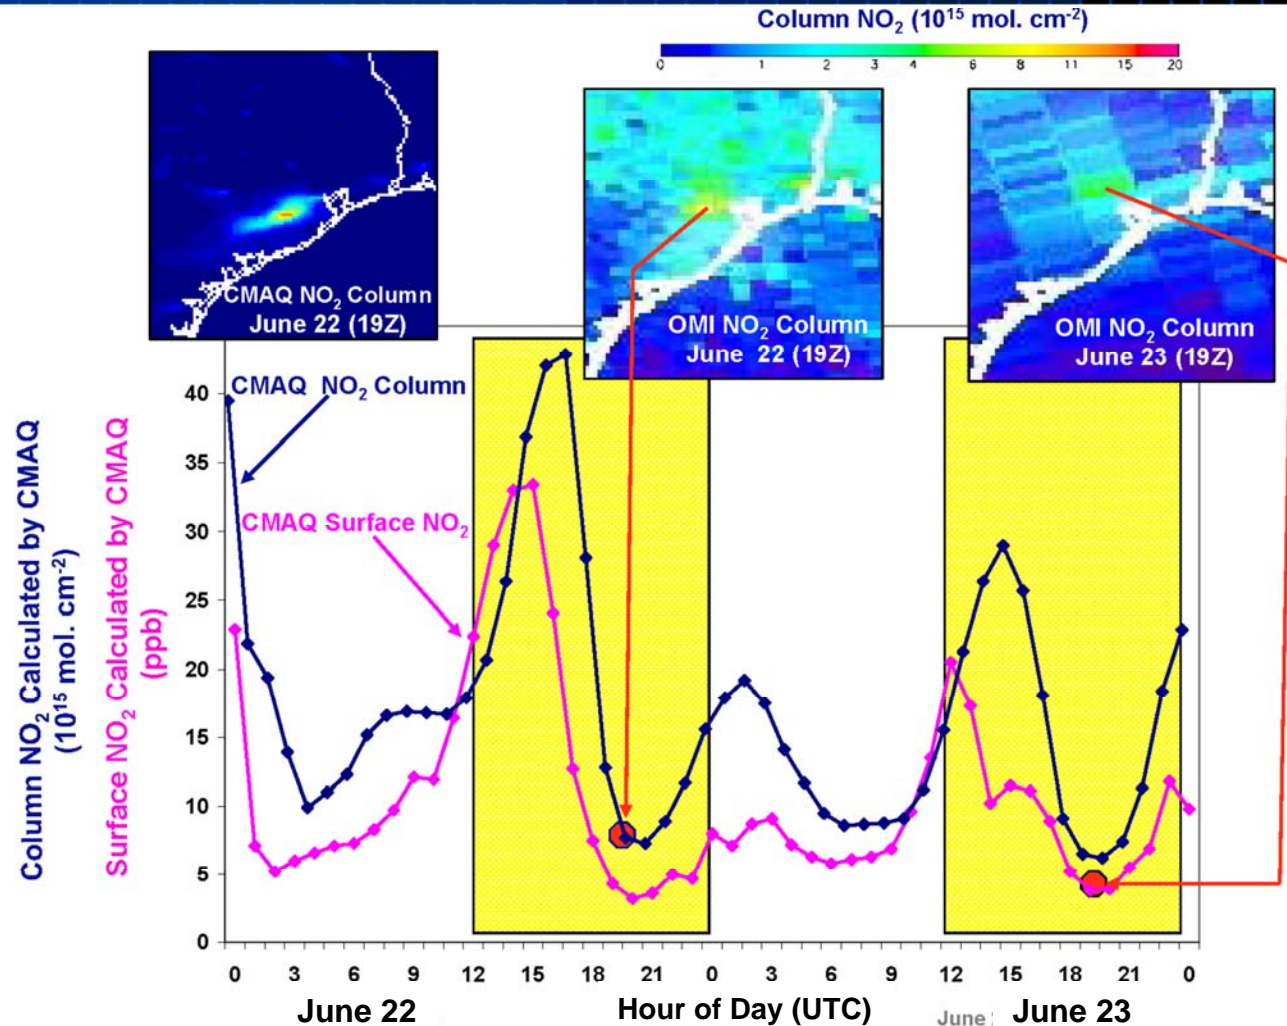 Column NO₂ (10¹⁵ mol. cm⁻²)
0 1 2 3 4 6 8 11 15 20
CMAQ NO₂ Column
June 22 (19Z)
OMI NO₂ Column
June 22 (19Z)
OMI NO₂ Column
June 23 (19Z)
CMAQ NO₂ Column
CMAQ Surface NO₂
Column NO₂ Calculated by CMAQ
(10¹⁵ mol. cm⁻²)
Surface NO₂ Calculated by CMAQ
(ppb)
40
35
30
25
20
15
10
5
0
0 3 6 9 12 15 18 21 0 3 6 9 12 15 18 21 0
June 22 Hour of Day (UTC) June June 23